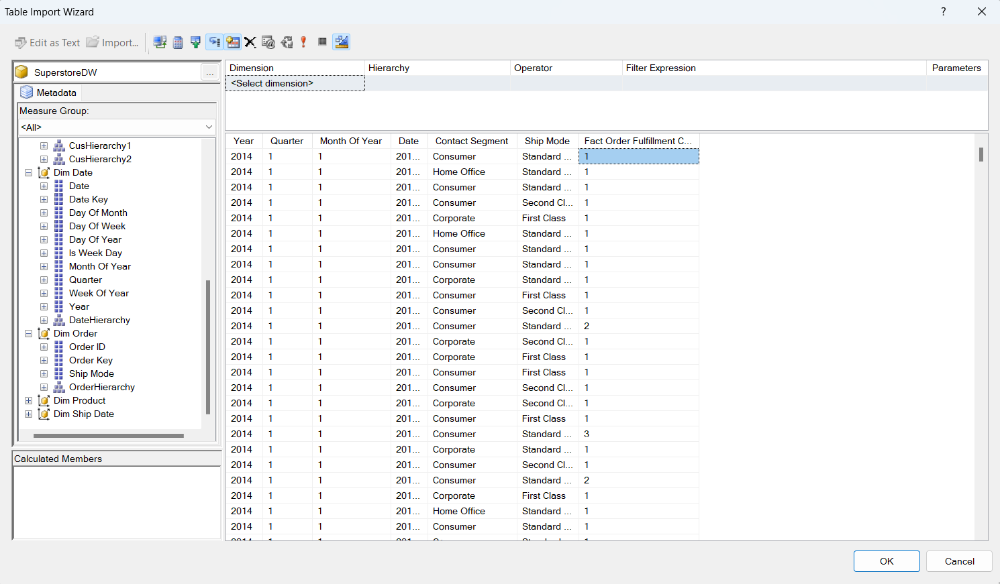 Table Import Wizard
?
Edit as Text
Import...
SuperstoreDW
...
Metadata
Measure Group:
<All>
CusHierarchy1
CusHierarchy2
Dim Date
Date
Date Key
Day Of Month
Day Of Week
Day Of Year
Is Week Day
Month Of Year
Quarter
Week Of Year
Year
DateHierarchy
Dim Order
Order ID
Order Key
Ship Mode
OrderHierarchy
Dim Product
Dim Ship Date
Calculated Members
Dimension Hierarchy Operator Filter Expression Parameters
<Select dimension>
Year Quarter Month Of Year Date Contact Segment Ship Mode Fact Order Fulfillment C...
2014 1 1 201... Consumer Standard ... 1
2014 1 1 201... Home Office Standard ... 1
2014 1 1 201... Consumer Standard ... 1
2014 1 1 201... Consumer Second Cl... 1
2014 1 1 201... Corporate First Class 1
2014 1 1 201... Home Office Standard ... 1
2014 1 1 201... Consumer Standard ... 1
2014 1 1 201... Consumer Standard ... 1
2014 1 1 201... Corporate Standard ... 1
2014 1 1 201... Consumer First Class 1
2014 1 1 201... Consumer Second Cl... 1
2014 1 1 201... Consumer Standard ... 2
2014 1 1 201... Corporate Second Cl... 1
2014 1 1 201... Corporate First Class 1
2014 1 1 201... Consumer First Class 1
2014 1 1 201... Consumer Second Cl... 1
2014 1 1 201... Corporate Second Cl... 1
2014 1 1 201... Consumer First Class 1
2014 1 1 201... Consumer Standard ... 3
2014 1 1 201... Corporate Standard ... 1
2014 1 1 201... Consumer Second Cl... 1
2014 1 1 201... Consumer Standard ... 2
2014 1 1 201... Corporate First Class 1
2014 1 1 201... Home Office Standard ... 1
2014 1 1 201... Consumer Standard ... 1
OK
Cancel